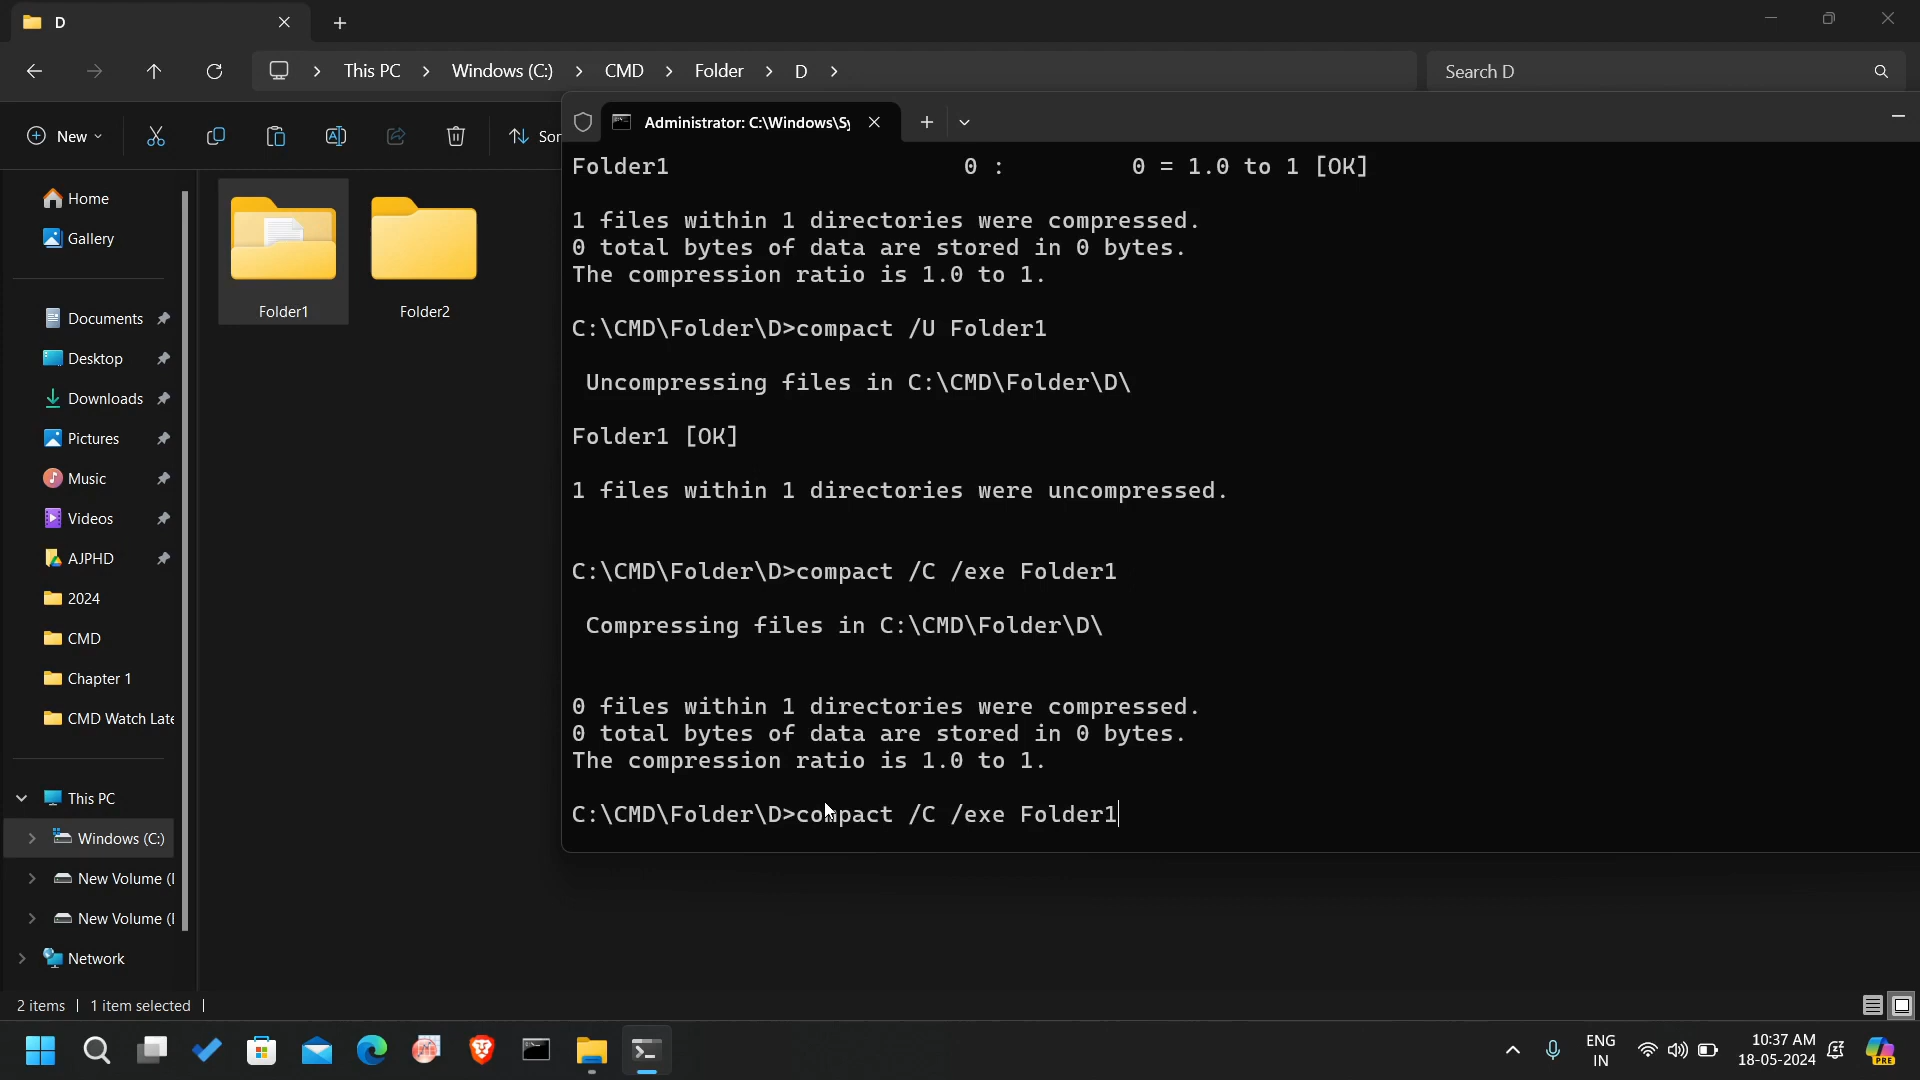 D
This PC
Windows (C:)
CMD
Folder
D
Search D
New
Sor
Administrator: C:\Windows\Sy
Home
Gallery
Documents
Desktop
Downloads
Pictures
Music
Videos
AJPHD
2024
CMD
Chapter 1
CMD Watch Late
This PC
Windows (C:)
New Volume (
New Volume (
Network
Folder1
Folder2
Folder1 0 : 0 = 1.0 to 1 [OK]
1 files within 1 directories were compressed.
0 total bytes of data are stored in 0 bytes.
The compression ratio is 1.0 to 1.
C:\CMD\Folder\D>compact /U Folder1
Uncompressing files in C:\CMD\Folder\D\
Folder1 [OK]
1 files within 1 directories were uncompressed.
C:\CMD\Folder\D>compact /C /exe Folder1
Compressing files in C:\CMD\Folder\D\
0 files within 1 directories were compressed.
0 total bytes of data are stored in 0 bytes.
The compression ratio is 1.0 to 1.
C:\CMD\Folder\D>compact /C /exe Folder1
2 items
1 item selected
ENG
IN
10:37 AM
18-05-2024
PRE